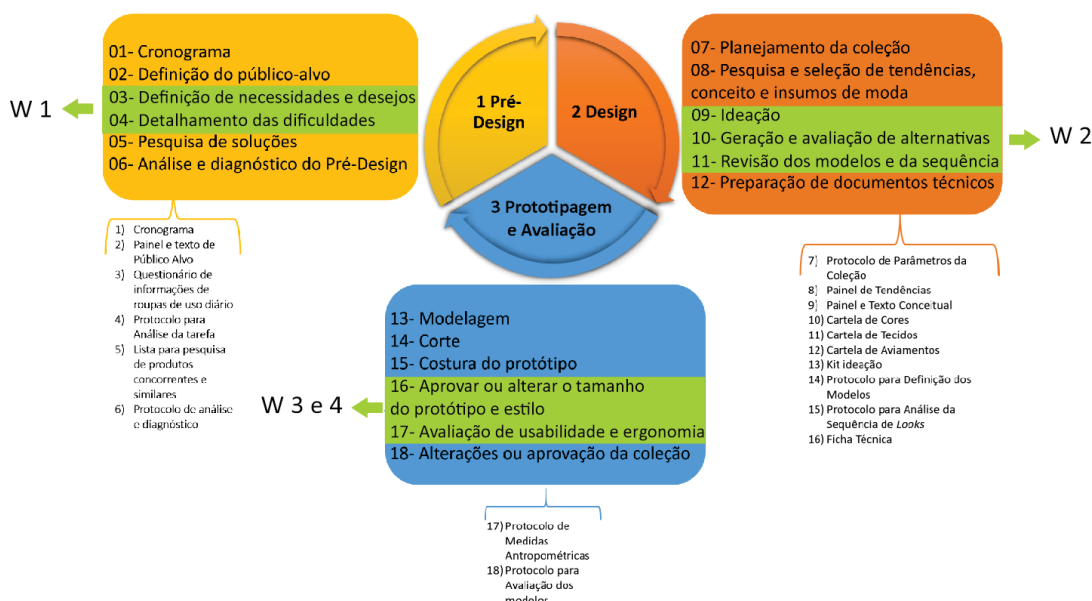 01- Cronograma
02- Definição do público-alvo
03- Definição de necessidades e desejos
04- Detalhamento das dificuldades
05- Pesquisa de soluções
06- Análise e diagnóstico do Pré-Design
W 1
1) Cronograma
2) Painel e texto de
Público Alvo
3) Questionário de
informações de
roupas de uso diário
4) Protocolo para
Análise da tarefa
5) Lista para pesquisa
de produtos
concorrentes e
similares
6) Protocolo de análise
e diagnóstico
1 Pré-
Design
2 Design
3 Prototipagem
e Avaliação
07- Planejamento da coleção
08- Pesquisa e seleção de tendências,
conceito e insumos de moda
09- Ideação
10- Geração e avaliação de alternativas
11- Revisão dos modelos e da sequência
12- Preparação de documentos técnicos
W 2
7) Protocolo de Parâmetros da
Coleção
8) Painel de Tendências
9) Painel e Texto Conceitual
10) Cartela de Cores
11) Cartela de Tecidos
12) Cartela de Aviamentos
13) Kit ideação
14) Protocolo para Definição dos
Modelos
15) Protocolo para Análise da
Sequência de Looks
16) Ficha Técnica
13- Modelagem
14- Corte
15- Costura do protótipo
16- Aprovar ou alterar o tamanho
do protótipo e estilo
17- Avaliação de usabilidade e ergonomia
18- Alterações ou aprovação da coleção
W 3 e 4
17) Protocolo de
Medidas
Antropométricas
18) Protocolo para
Avaliação dos
modelos